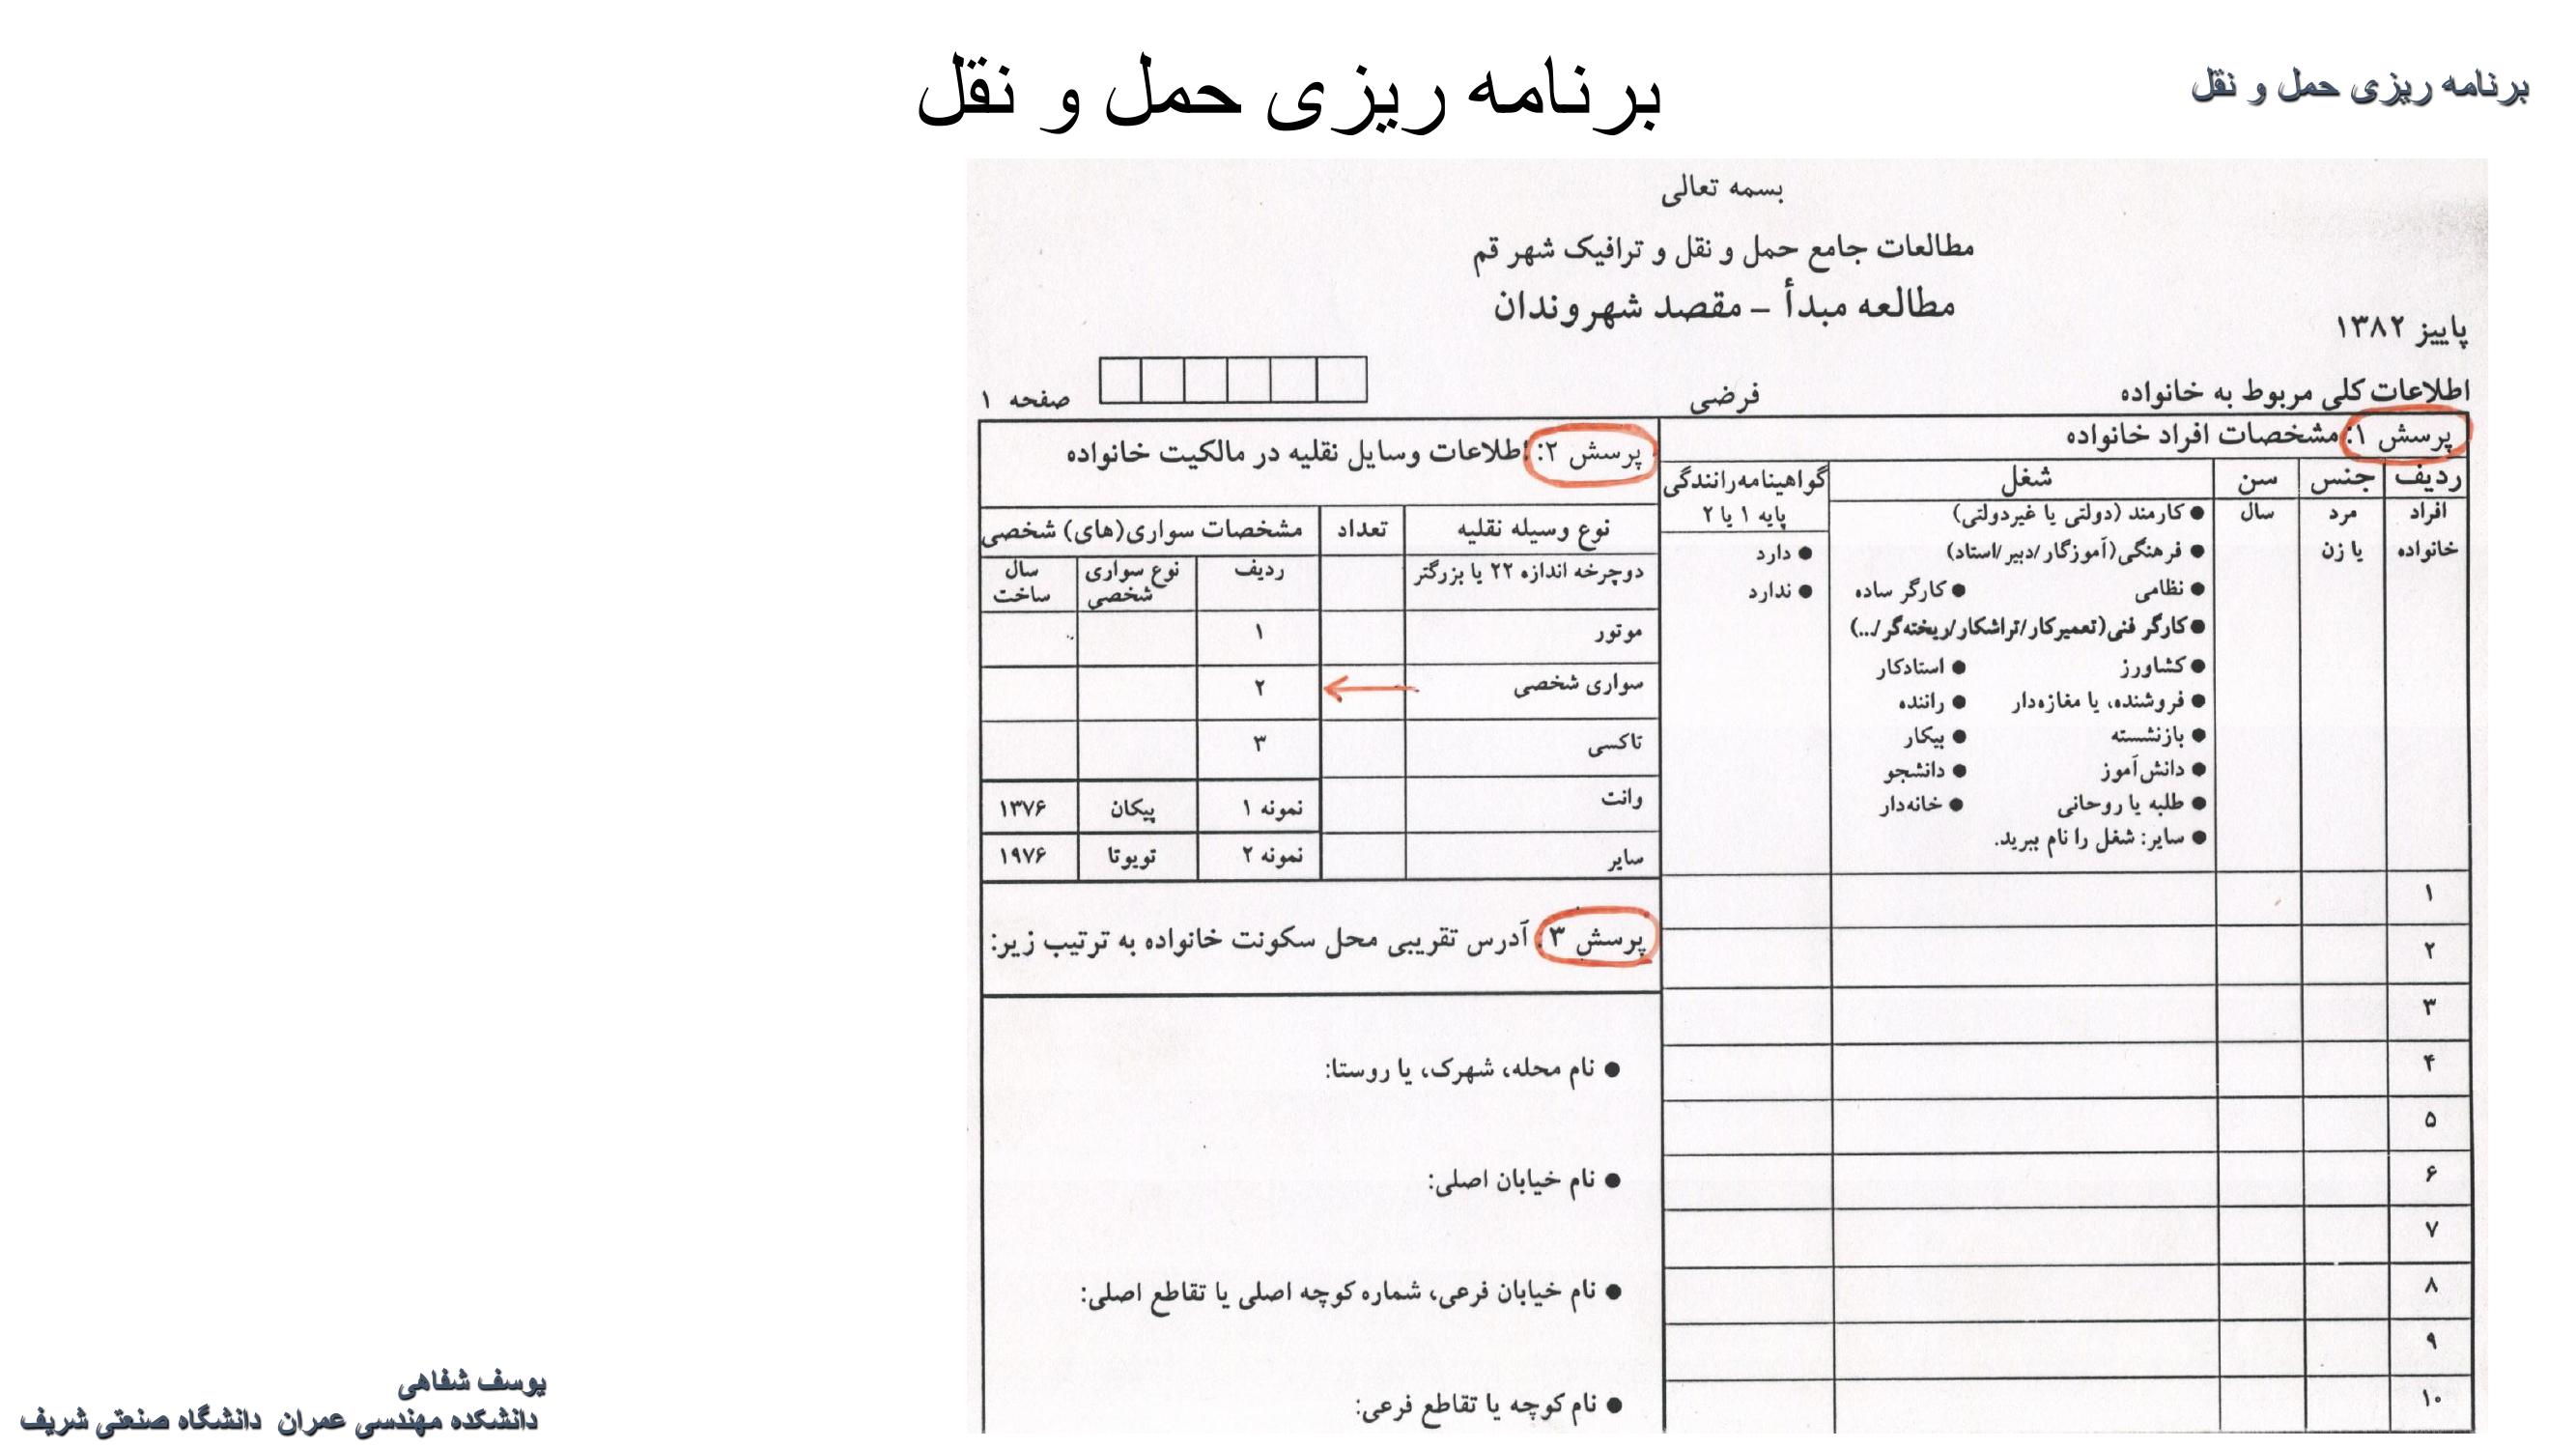 برنامه ریزی حمل و نقل
برنامه ریزی حمل و نقل
بسمه تعالی
مطالعات جامع حمل و نقل و ترافیک شهر قم
مطالعه مبدأ – مقصد شهروندان
پاییز ۱۳۸۲
اطلاعات کلی مربوط به خانواده
فرضی
صفحه ۱
پرسش ۱: مشخصات افراد خانواده
ردیف جنس سن شغل گواهینامه رانندگی
افراد خانواده
مرد یا زن
سال
● کارمند (دولتی یا غیردولتی)
● فرهنگی(آموزگار/دبیر/استاد)
● نظامی ● کارگر ساده
● کارگر فنی(تعمیرکار/تراشکار/ریخته‌گر/...)
● کشاورز ● استادکار
● فروشنده، یا مغازه‌دار ● راننده
● بازنشسته ● بیکار
● دانش‌آموز ● دانشجو
● طلبه یا روحانی ● خانه‌دار
● سایر: شغل را نام ببرید.
پایه ۱ یا ۲
● دارد
● ندارد
۱
۲
۳
۴
۵
۶
۷
۸
۹
۱۰
پرسش ۲: اطلاعات وسایل نقلیه در مالکیت خانواده
نوع وسیله نقلیه تعداد مشخصات سواری(های) شخصی
دوچرخه اندازه ۲۲ یا بزرگتر ردیف نوع سواری شخصی سال ساخت
موتور ۱
سواری شخصی ۲
تاکسی ۳
وانت نمونه ۱ پیکان ۱۳۷۶
سایر نمونه ۲ تویوتا ۱۹۷۶
پرسش ۳: آدرس تقریبی محل سکونت خانواده به ترتیب زیر:
● نام محله، شهرک، یا روستا:
● نام خیابان اصلی:
● نام خیابان فرعی، شماره کوچه اصلی یا تقاطع اصلی:
● نام کوچه یا تقاطع فرعی:
یوسف شفاهی
دانشکده مهندسی عمران دانشگاه صنعتی شریف